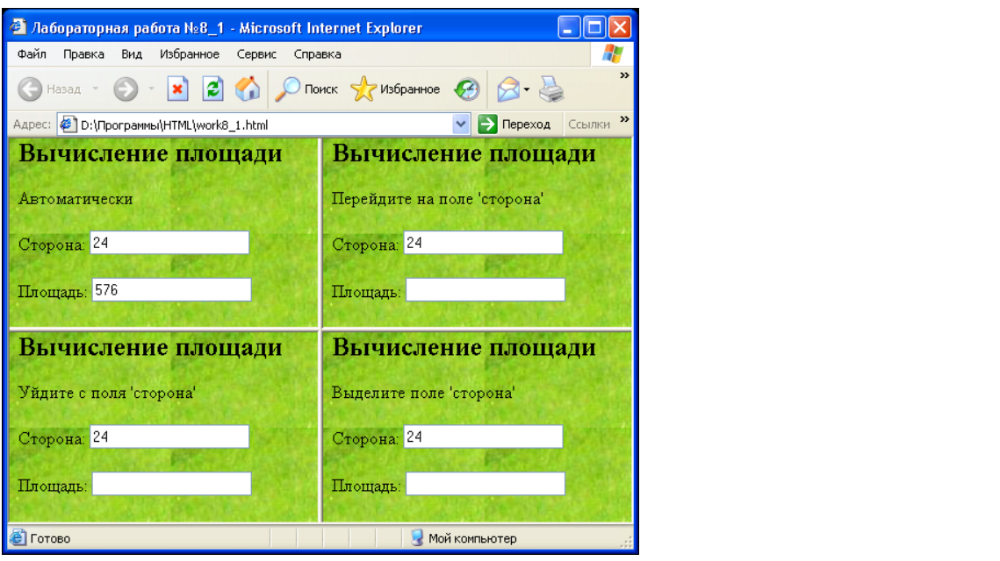 Лабораторная работа №8_1 - Microsoft Internet Explorer
Файл Правка Вид Избранное Сервис Справка
Назад Поиск Избранное »
Адрес: D:\Программы\HTML\work8_1.html Переход Ссылки »
Вычисление площади
Автоматически
Сторона: 24
Площадь: 576
Вычисление площади
Перейдите на поле 'сторона'
Сторона: 24
Площадь:
Вычисление площади
Уйдите с поля 'сторона'
Сторона: 24
Площадь:
Вычисление площади
Выделите поле 'сторона'
Сторона: 24
Площадь:
Готово Мой компьютер